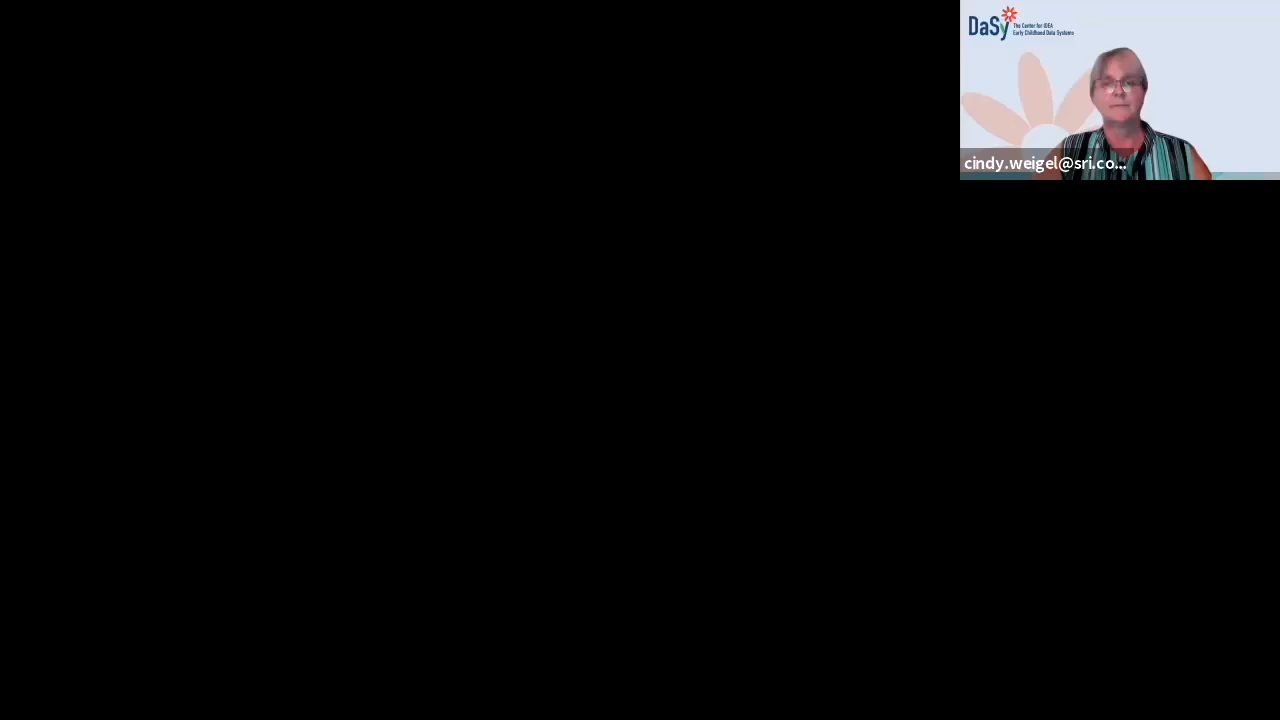 DaSy
The Center for IDEA
Early Childhood Data Systems
cindy.weigel@sri.co...